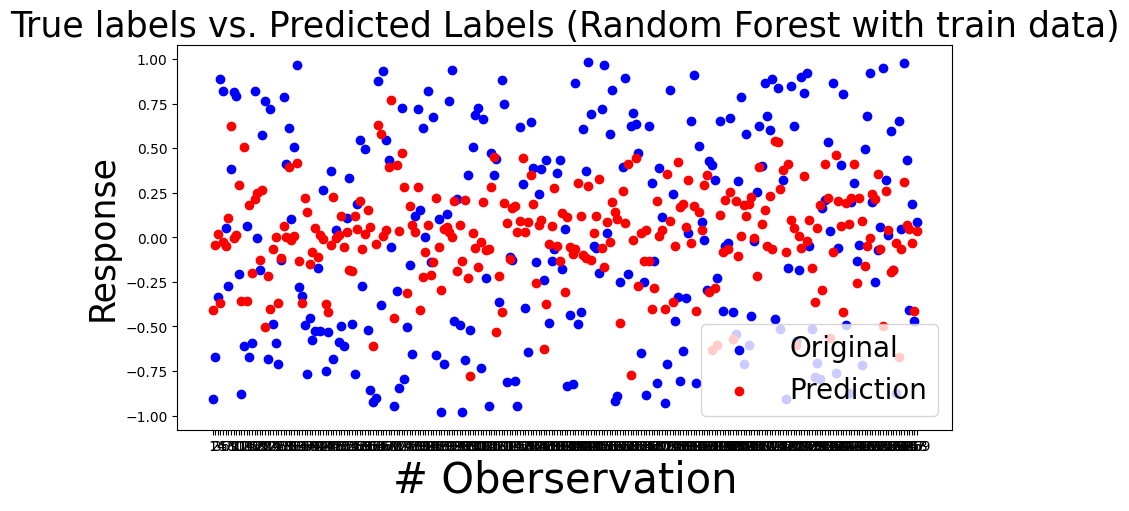 True labels vs. Predicted Labels (Random Forest with train data)
1.00
0.75
0.50
0.25
0.00
−0.25
−0.50
−0.75
−1.00
Response
Original
Prediction
# Oberservation